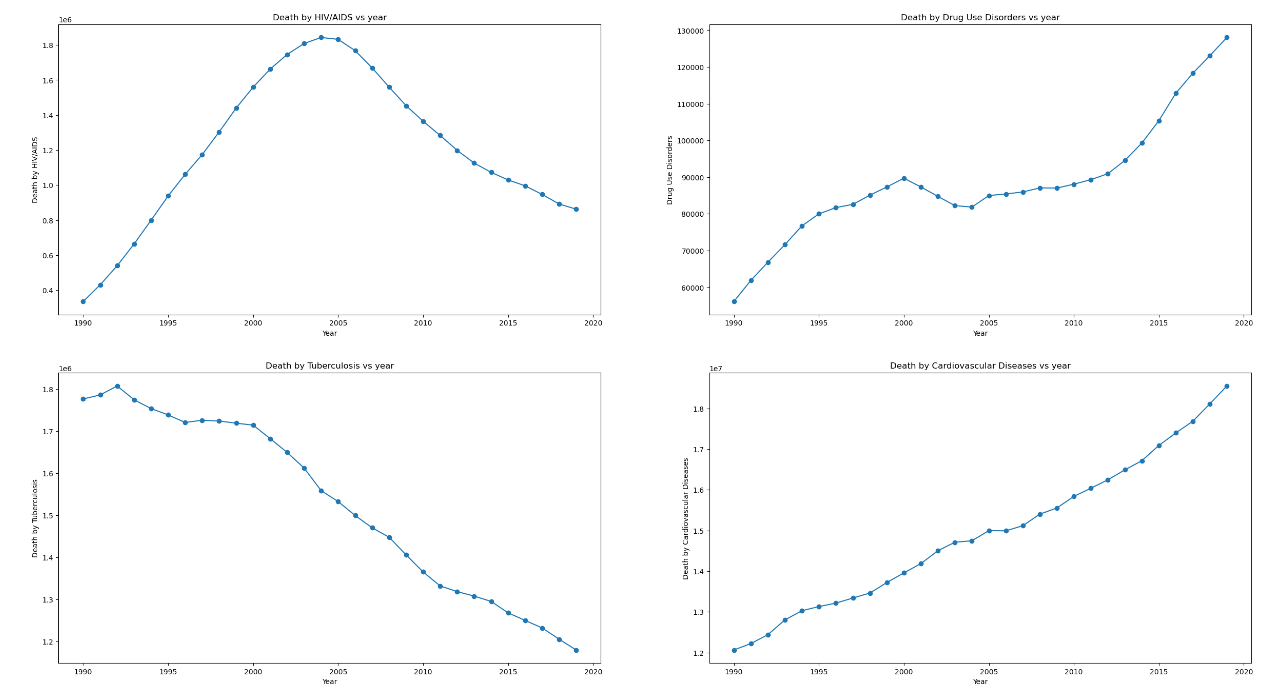 Death by HIV/AIDS vs year
1e6
Death by HIV/AIDS
1.8
1.6
1.4
1.2
1.0
0.8
0.6
0.4
1990 1995 2000 2005 2010 2015 2020
Year
Death by Drug Use Disorders vs year
Drug Use Disorders
130000
120000
110000
100000
90000
80000
70000
60000
1990 1995 2000 2005 2010 2015 2020
Year
Death by Tuberculosis vs year
1e6
Death by Tuberculosis
1.8
1.7
1.6
1.5
1.4
1.3
1.2
1990 1995 2000 2005 2010 2015 2020
Year
Death by Cardiovascular Diseases vs year
1e7
Death by Cardiovascular Diseases
1.8
1.7
1.6
1.5
1.4
1.3
1.2
1990 1995 2000 2005 2010 2015 2020
Year